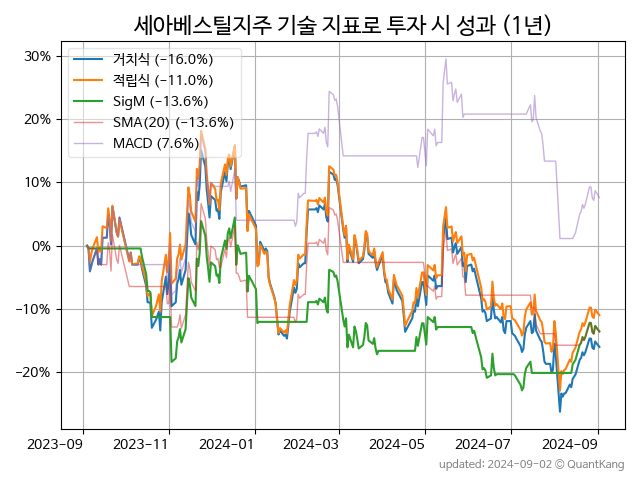 세아베스틸지주 기술 지표로 투자 시 성과 (1년)
거치식 (−16.0%)
적립식 (−11.0%)
SigM (−13.6%)
SMA(20) (−13.6%)
MACD (7.6%)
30%
20%
10%
0%
−10%
−20%
2023-09
2023-11
2024-01
2024-03
2024-05
2024-07
2024-09
updated: 2024-09-02 © QuantKang